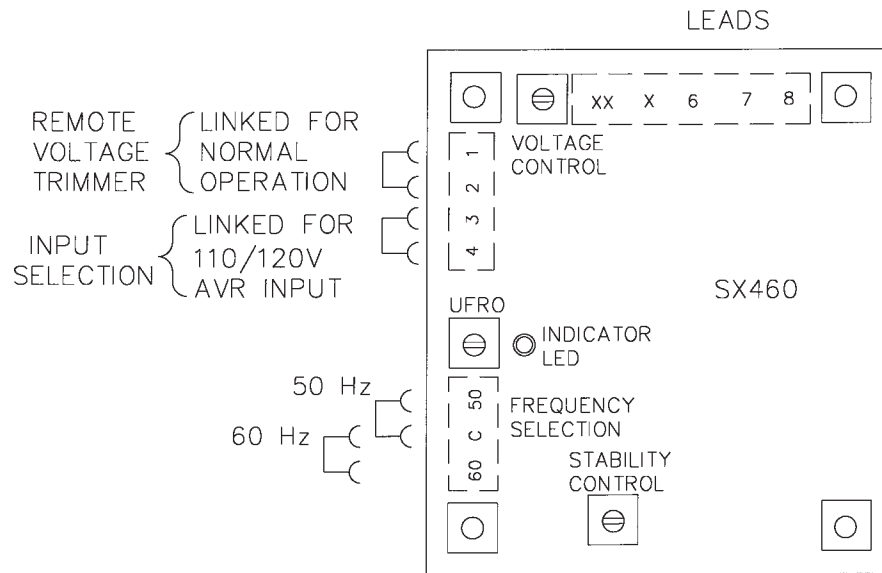 LEADS
XX X 6 7 8
VOLTAGE
CONTROL
REMOTE
VOLTAGE
TRIMMER
LINKED FOR
NORMAL
OPERATION
1
2
3
4
INPUT
SELECTION
LINKED FOR
110/120V
AVR INPUT
SX460
UFRO
INDICATOR
LED
50 Hz
60 Hz
50
C
60
FREQUENCY
SELECTION
STABILITY
CONTROL